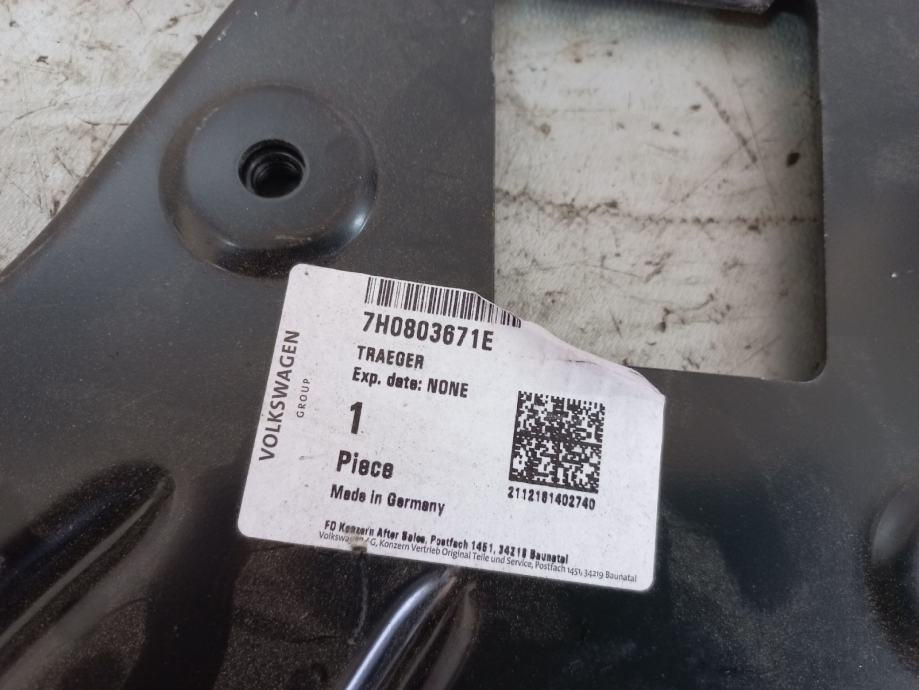 7H0803671E
TRAEGER
Exp. date: NONE
1
Piece
Made in Germany
2112181402740
VOLKSWAGEN
GROUP
FO Konzern After Sales, Postfach 1451, 34219 Baunatal
Volkswagen AG, Konzern Vertrieb Original Teile und Service, Postfach 1451, 34219 Baunatal